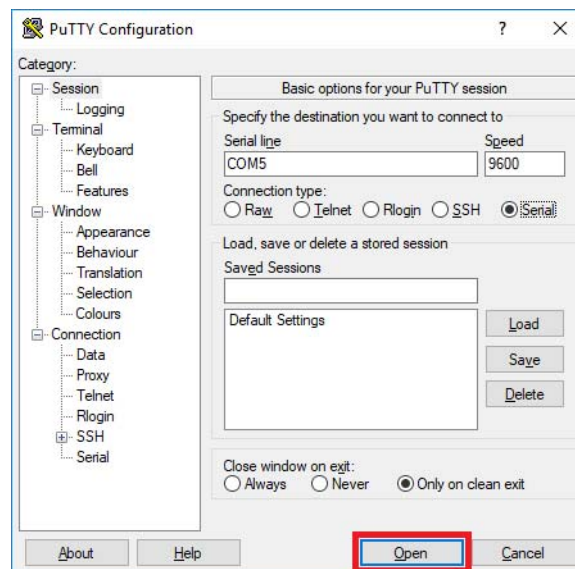 PuTTY Configuration
? ×
Category:
Session
Logging
Terminal
Keyboard
Bell
Features
Window
Appearance
Behaviour
Translation
Selection
Colours
Connection
Data
Proxy
Telnet
Rlogin
SSH
Serial
Basic options for your PuTTY session
Specify the destination you want to connect to
Serial line Speed
COM5 9600
Connection type:
Raw Telnet Rlogin SSH Serial
Load, save or delete a stored session
Saved Sessions
Default Settings
Load
Save
Delete
Close window on exit:
Always Never Only on clean exit
About Help Open Cancel